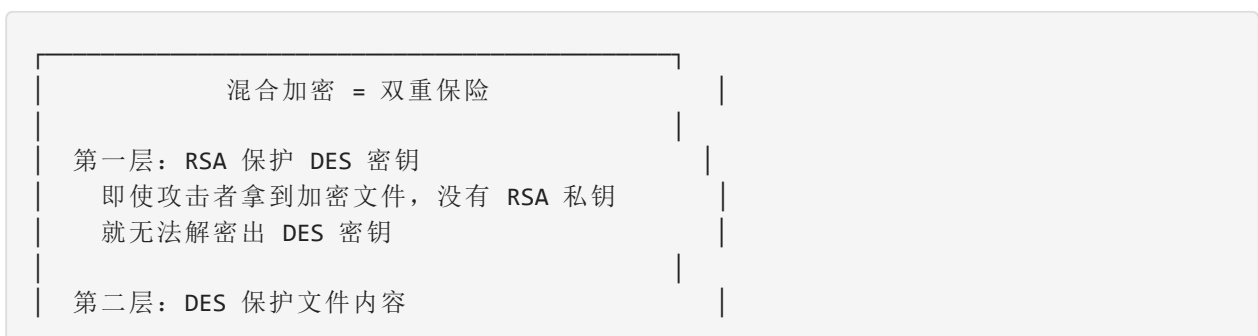 混合加密 = 双重保险
第一层：RSA 保护 DES 密钥
即使攻击者拿到加密文件，没有 RSA 私钥
就无法解密出 DES 密钥
第二层：DES 保护文件内容